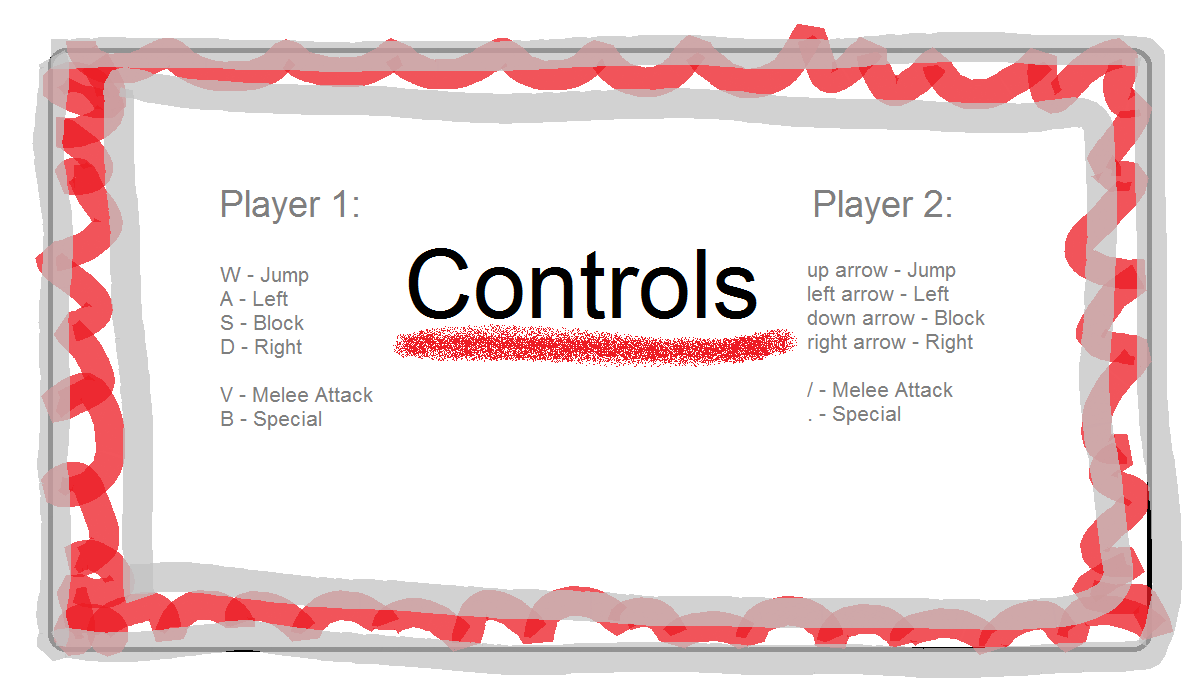 Controls
Player 1:
W - Jump
A - Left
S - Block
D - Right
V - Melee Attack
B - Special
Player 2:
up arrow - Jump
left arrow - Left
down arrow - Block
right arrow - Right
/ - Melee Attack
. - Special